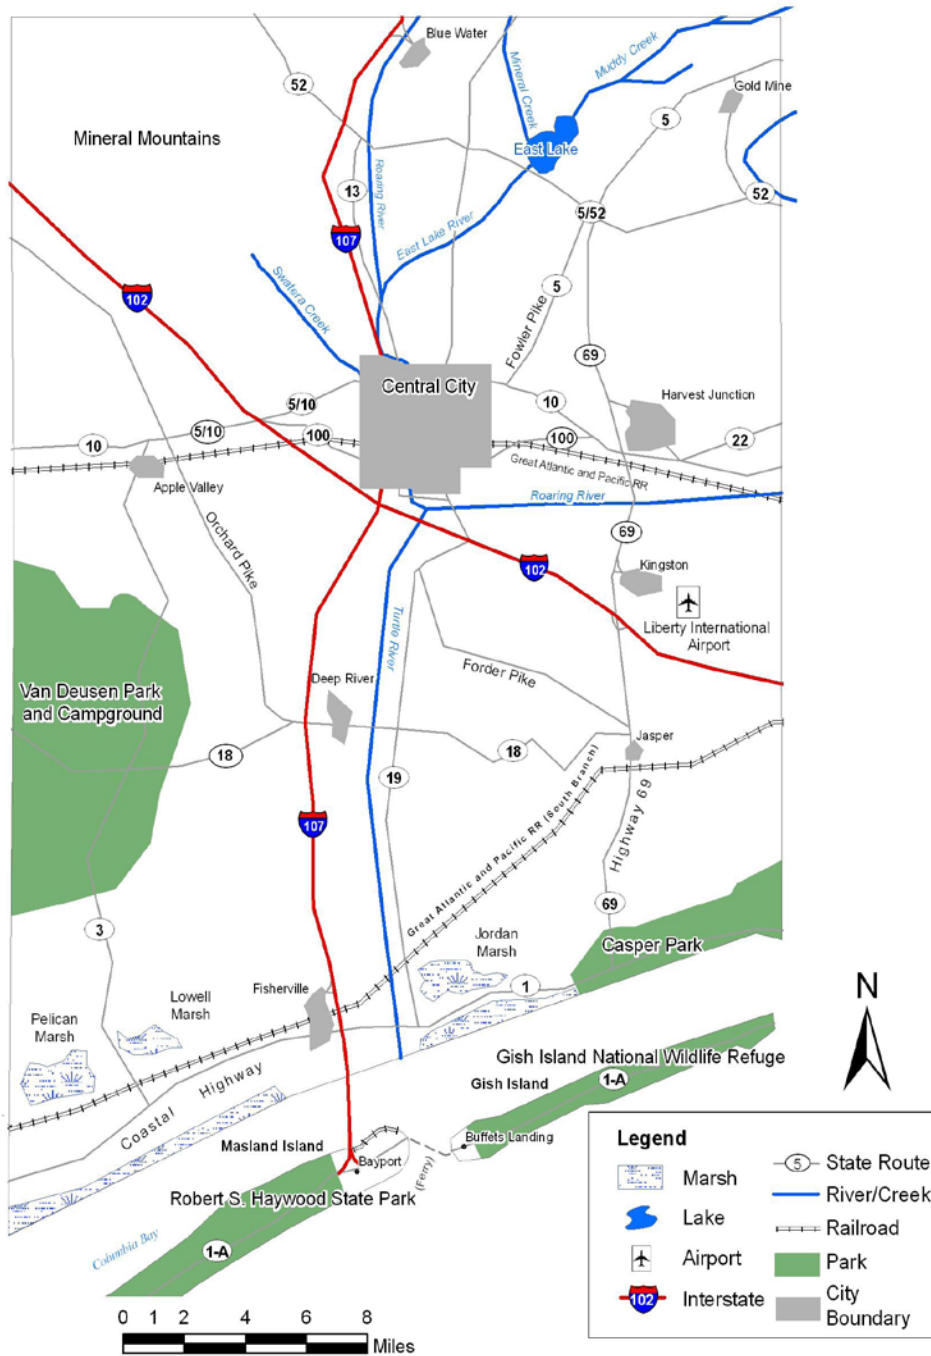 Blue Water
52
Mineral Creek
Muddy Creek
Gold Mine
5
Mineral Mountains
East Lake
Roaring River
13
52
5/52
107
East Lake River
Swatera Creek
102
5
Fowler Pike
69
Central City
Harvest Junction
5/10
10
5/10
10
100
100
22
Great Atlantic and Pacific RR
Apple Valley
Roaring River
Orchard Pike
69
102
Kingston
Liberty International
Airport
Turtle River
Forder Pike
Deep River
Van Deusen Park
and Campground
18
18
Jasper
19
Great Atlantic and Pacific RR (South Branch)
Highway 69
107
69
3
Jordan
Marsh
Casper Park
Fisherville
1
Lowell
Marsh
Pelican
Marsh
N
Gish Island National Wildlife Refuge
Gish Island
1-A
Coastal Highway
Masland Island
Buffets Landing
Bayport
(Ferry)
Robert S. Haywood State Park
1-A
Columbia Bay
Legend
Marsh
Lake
Airport
102
Interstate
5
State Route
River/Creek
Railroad
Park
City
Boundary
0 1 2 4 6 8
Miles